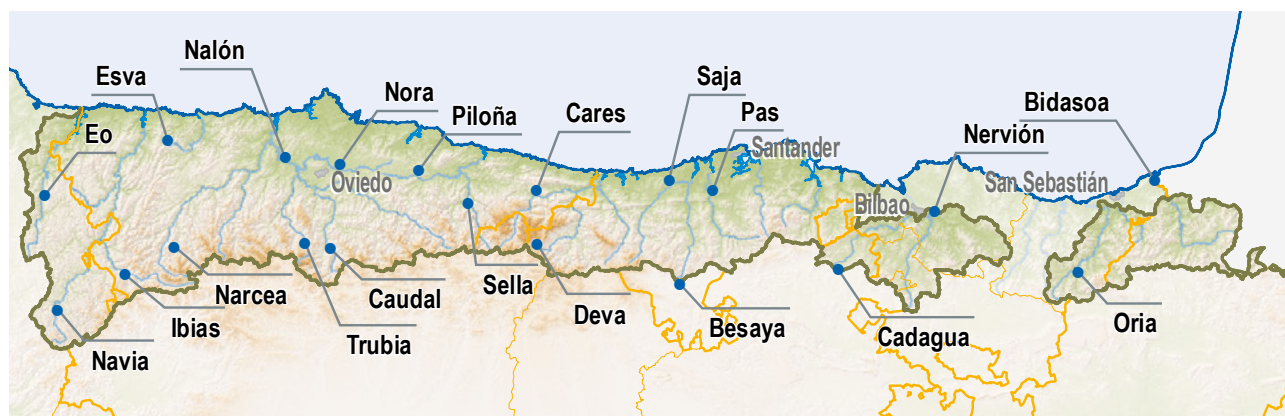 Nalón
Esva
Nora
Saja
Piloña
Cares
Pas
Bidasoa
Eo
Nervión
Santander
Oviedo
San Sebastián
Bilbao
Sella
Narcea
Caudal
Ibias
Deva
Besaya
Oria
Trubia
Cadagua
Navia